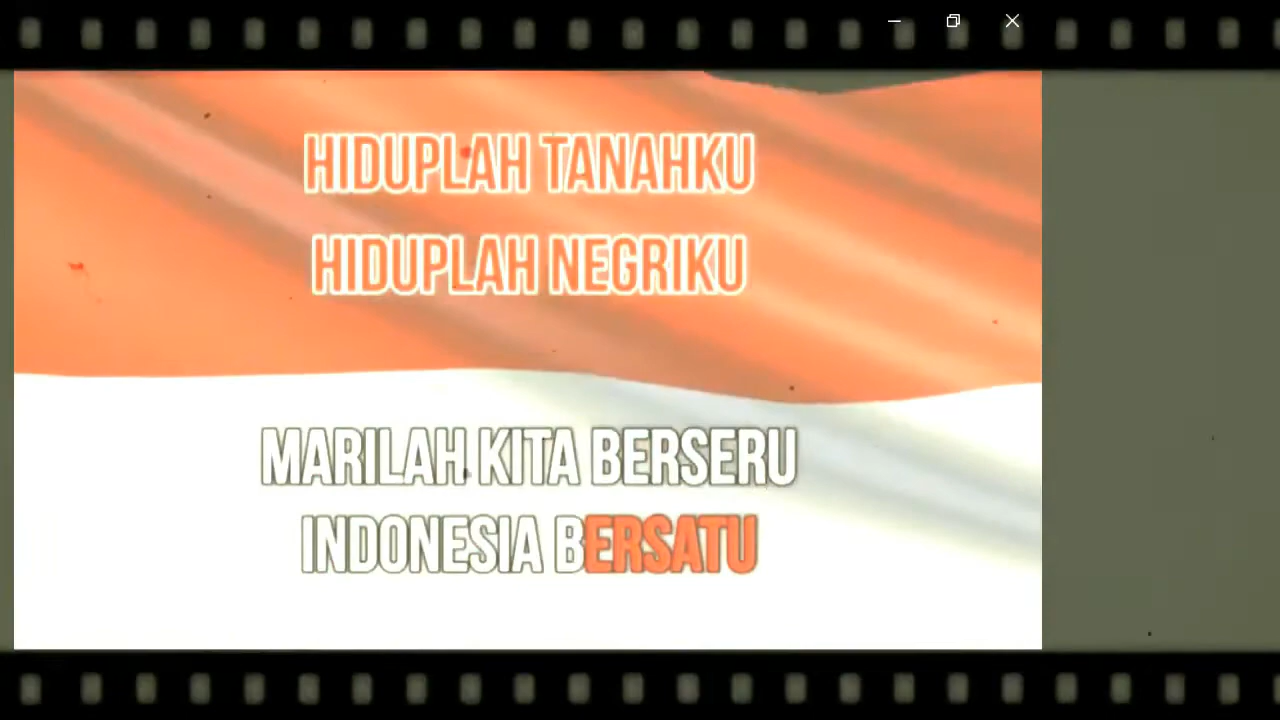 HIDUPLAH TANAHKU
HIDUPLAH NEGRIKU
MARILAH KITA BERSERU
INDONESIA BERSATU